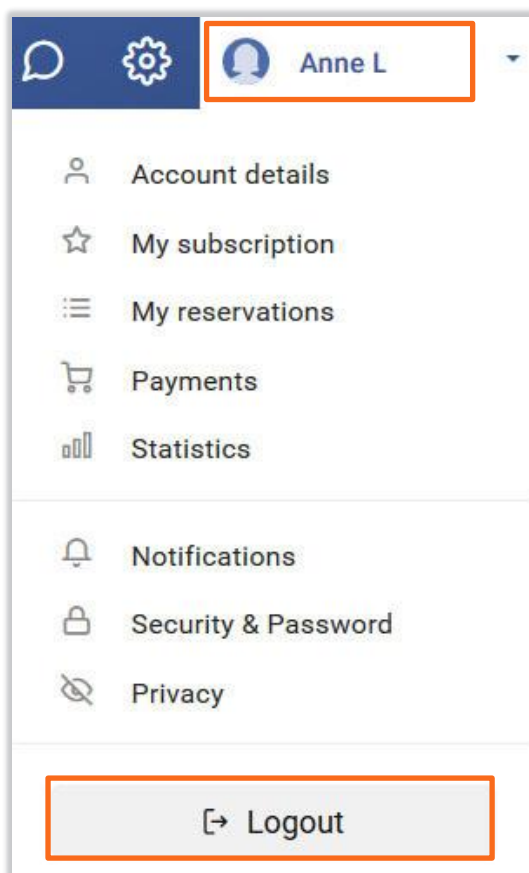 Anne L
Account details
My subscription
My reservations
Payments
Statistics
Notifications
Security & Password
Privacy
Logout